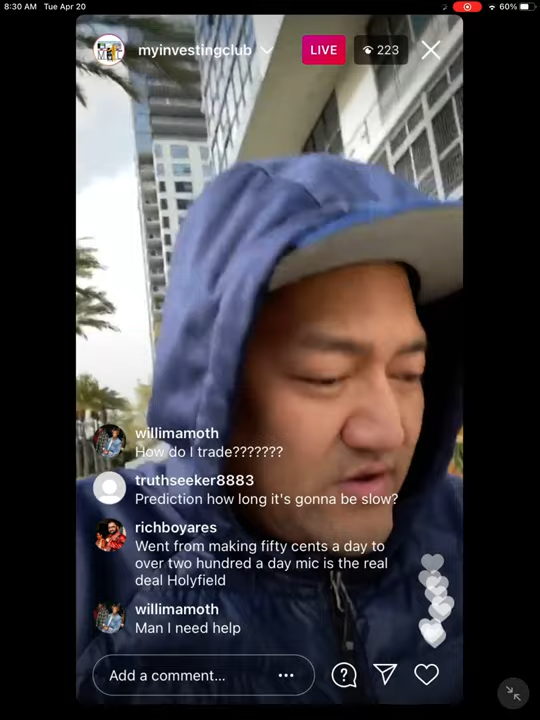 8:30 AM Tue Apr 20
60%
myinvestingclub
LIVE
223
willimamoth
How do I trade???????
truthseeker8883
Prediction how long it's gonna be slow?
richboyares
Went from making fifty cents a day to
over two hundred a day mic is the real
deal Holyfield
willimamoth
Man I need help
Add a comment...